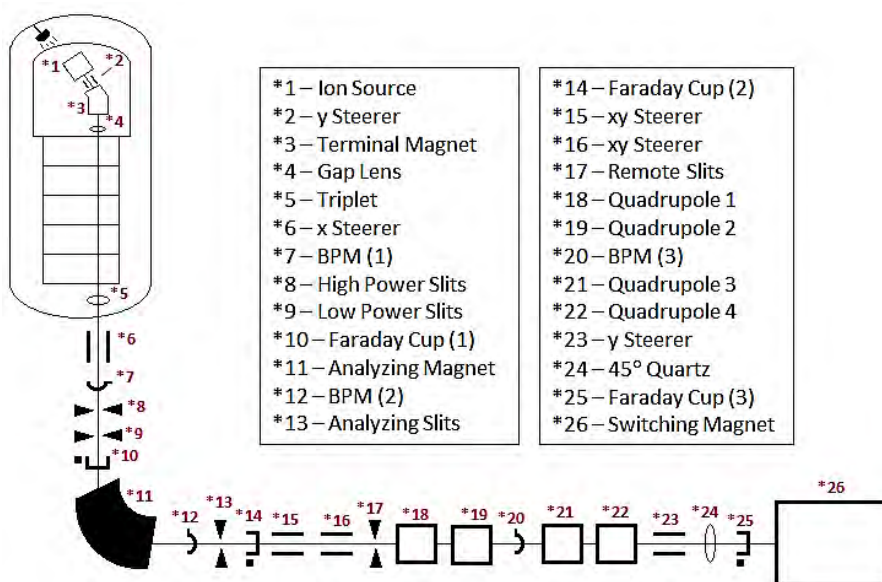 *1
*2
*3
*4
*5
*6
*7
*8
*9
*10
*11
*12
*13
*14
*15
*16
*17
*18
*19
*20
*21
*22
*23
*24
*25
*26
*1 – Ion Source
*2 – y Steerer
*3 – Terminal Magnet
*4 – Gap Lens
*5 – Triplet
*6 – x Steerer
*7 – BPM (1)
*8 – High Power Slits
*9 – Low Power Slits
*10 – Faraday Cup (1)
*11 – Analyzing Magnet
*12 – BPM (2)
*13 – Analyzing Slits
*14 – Faraday Cup (2)
*15 – xy Steerer
*16 – xy Steerer
*17 – Remote Slits
*18 – Quadrupole 1
*19 – Quadrupole 2
*20 – BPM (3)
*21 – Quadrupole 3
*22 – Quadrupole 4
*23 – y Steerer
*24 – 45° Quartz
*25 – Faraday Cup (3)
*26 – Switching Magnet